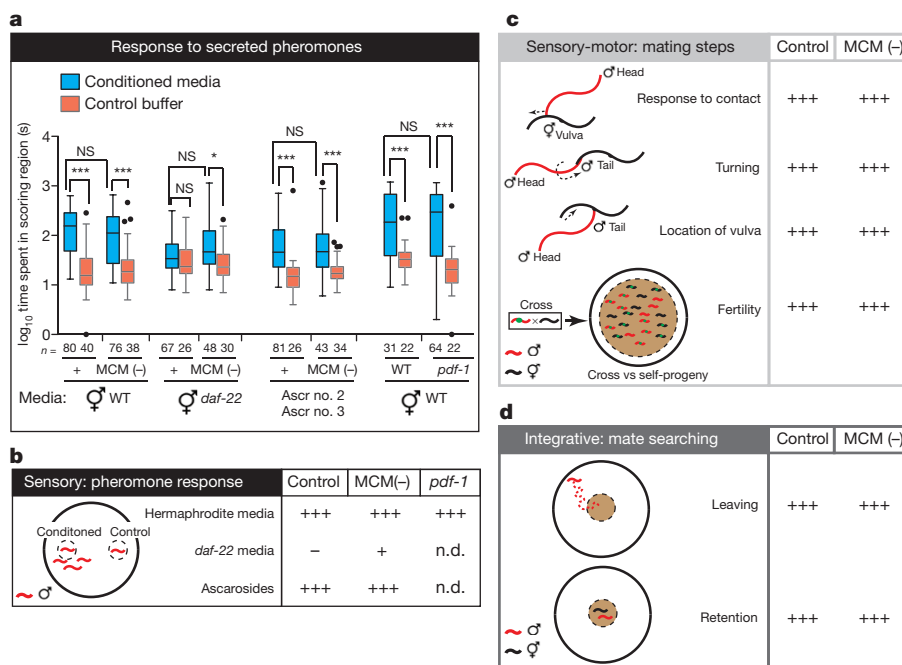 a
Response to secreted pheromones
Conditioned media
Control buffer
log10 time spent in scoring region (s)
4
3
2
1
0
NS *** ***
NS NS *
NS *** ***
NS *** ***
n = 80 40 76 38 67 26 48 30 81 26 43 34 31 22 64 22
+ MCM (–) + MCM (–) + MCM (–) WT pdf-1
Media: ⚥ WT ⚥ daf-22 Ascr no. 2 ⚥ WT
Ascr no. 3
b
Sensory: pheromone response Control MCM(–) pdf-1
Hermaphrodite media +++ +++ +++
Conditioned Control
daf-22 media – + n.d.
Ascarosides +++ +++ n.d.
♂
c
Sensory-motor: mating steps Control MCM (–)
♂ Head
Response to contact +++ +++
⚥ Vulva
♂ Tail
Turning +++ +++
♂ Head
♂ Tail
Location of vulva +++ +++
♂ Head
Cross
×
Fertility +++ +++
♂
⚥
Cross vs self-progeny
d
Integrative: mate searching Control MCM (–)
Leaving +++ +++
Retention +++ +++
♂
⚥